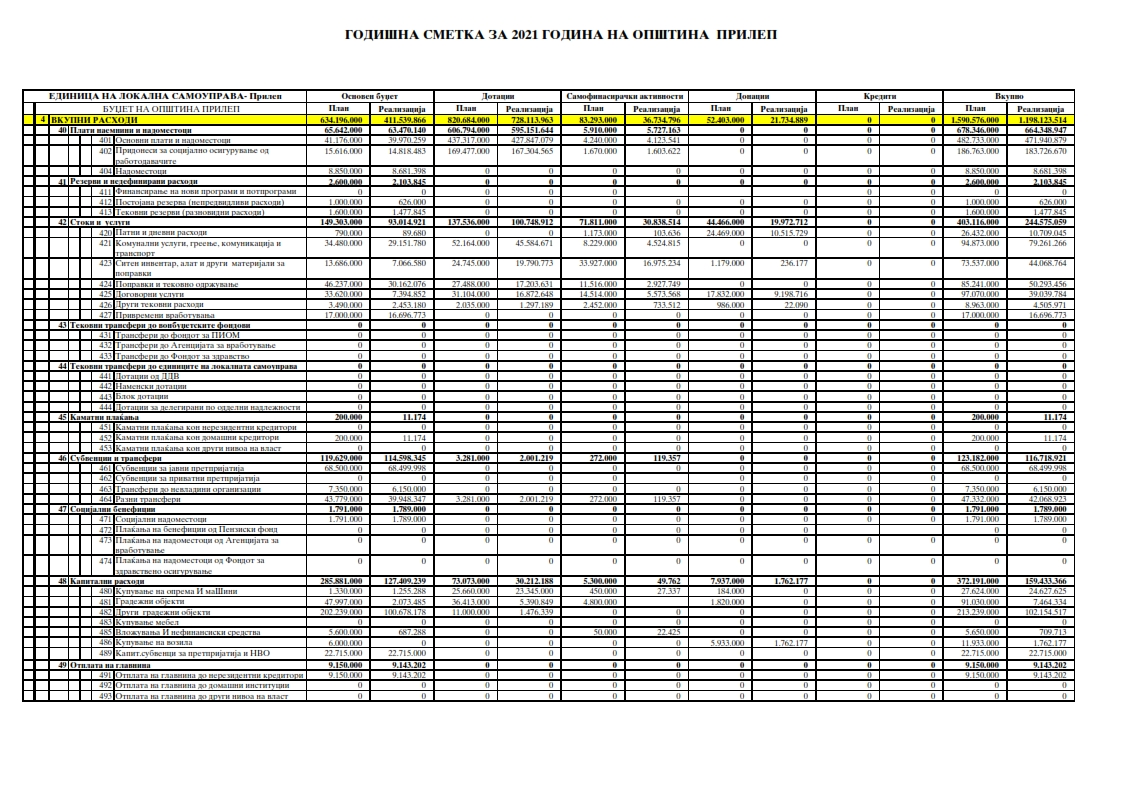 ГОДИШНА СМЕТКА ЗА 2021 ГОДИНА НА ОПШТИНА ПРИЛЕП
ЕДИНИЦА НА ЛОКАЛНА САМОУПРАВА- Прилеп Основен буџет Дотации Самофинасирачки активности Донации Кредити Вкупно
БУЏЕТ НА ОПШТИНА ПРИЛЕП План Реализација План Реализација План Реализација План Реализација План Реализација План Реализација
4 ВКУПНИ РАСХОДИ 634.196.000 411.539.866 820.684.000 728.113.963 83.293.000 36.734.796 52.403.000 21.734.889 0 0 1.590.576.000 1.198.123.514
40 Плати наемнини и надоместоци 65.642.000 63.470.140 606.794.000 595.151.644 5.910.000 5.727.163 0 0 0 0 678.346.000 664.348.947
401 Основни плати и надоместоци 41.176.000 39.970.259 437.317.000 427.847.079 4.240.000 4.123.541 0 0 0 0 482.733.000 471.940.879
402 Придонеси за социјално осигурување од 15.616.000 14.818.483 169.477.000 167.304.565 1.670.000 1.603.622 0 0 0 0 186.763.000 183.726.670
работодавачите
404 Надоместоци 8.850.000 8.681.398 0 0 0 0 0 0 0 0 8.850.000 8.681.398
41 Резерви и недефинирани расходи 2.600.000 2.103.845 0 0 0 0 0 0 0 0 2.600.000 2.103.845
411 Финансирање на нови програми и потпрограми 0 0 0 0 0 0 0 0 0
412 Постојана резерва (непредвидливи расходи) 1.000.000 626.000 0 0 0 0 0 0 0 0 1.000.000 626.000
413 Тековни резерви (разновидни расходи) 1.600.000 1.477.845 0 0 0 0 0 0 0 0 1.600.000 1.477.845
42 Стоки и услуги 149.303.000 93.014.921 137.536.000 100.748.912 71.811.000 30.838.514 44.466.000 19.972.712 0 0 403.116.000 244.575.059
420 Патни и дневни расходи 790.000 89.680 0 0 1.173.000 103.636 24.469.000 10.515.729 0 0 26.432.000 10.709.045
421 Комунални услуги, греење, комуникација и 34.480.000 29.151.780 52.164.000 45.584.671 8.229.000 4.524.815 0 0 0 0 94.873.000 79.261.266
транспорт
423 Ситен инвентар, алат и други материјали за 13.686.000 7.066.580 24.745.000 19.790.773 33.927.000 16.975.234 1.179.000 236.177 0 0 73.537.000 44.068.764
поправки
424 Поправки и тековно одржување 46.237.000 30.162.076 27.488.000 17.203.631 11.516.000 2.927.749 0 0 0 0 85.241.000 50.293.456
425 Договорни услуги 33.620.000 7.394.852 31.104.000 16.872.648 14.514.000 5.573.568 17.832.000 9.198.716 0 0 97.070.000 39.039.784
426 Други тековни расходи 3.490.000 2.453.180 2.035.000 1.297.189 2.452.000 733.512 986.000 22.090 0 0 8.963.000 4.505.971
427 Привремени вработувања 17.000.000 16.696.773 0 0 0 0 0 0 0 0 17.000.000 16.696.773
43 Тековни трансфери до вонбуџетските фондови 0 0 0 0 0 0 0 0 0 0 0 0
431 Трансфери до фондот за ПИОМ 0 0 0 0 0 0 0 0 0 0 0 0
432 Трансфери до Агенцијата за вработување 0 0 0 0 0 0 0 0 0 0 0 0
433 Трансфери до Фондот за здравство 0 0 0 0 0 0 0 0 0 0 0 0
44 Тековни трансфери до единиците на локалната самоуправа 0 0 0 0 0 0 0 0 0 0 0 0
441 Дотации од ДДВ 0 0 0 0 0 0 0 0 0 0 0 0
442 Наменски дотации 0 0 0 0 0 0 0 0 0 0 0 0
443 Блок дотации 0 0 0 0 0 0 0 0 0 0 0 0
444 Дотации за делегирани по одделни надлежности 0 0 0 0 0 0 0 0 0 0 0 0
45 Каматни плаќања 200.000 11.174 0 0 0 0 0 0 0 0 200.000 11.174
451 Каматни плаќања кон нерезидентни кредитори 0 0 0 0 0 0 0 0 0 0 0 0
452 Каматни плаќања кон домашни кредитори 200.000 11.174 0 0 0 0 0 0 0 0 200.000 11.174
453 Каматни плаќања кон други нивоа на власт 0 0 0 0 0 0 0 0 0 0 0 0
46 Субвенции и трансфери 119.629.000 114.598.345 3.281.000 2.001.219 272.000 119.357 0 0 0 0 123.182.000 116.718.921
461 Субвенции за јавни претпријатија 68.500.000 68.499.998 0 0 0 0 0 0 0 0 68.500.000 68.499.998
462 Субвенции за приватни претпријатија 0 0 0 0 0 0 0 0 0 0
463 Трансфери до невладини организации 7.350.000 6.150.000 0 0 0 0 0 0 0 0 7.350.000 6.150.000
464 Разни трансфери 43.779.000 39.948.347 3.281.000 2.001.219 272.000 119.357 0 0 0 0 47.332.000 42.068.923
47 Социјални бенефиции 1.791.000 1.789.000 0 0 0 0 0 0 0 0 1.791.000 1.789.000
471 Социјални надоместоци 1.791.000 1.789.000 0 0 0 0 0 0 0 0 1.791.000 1.789.000
472 Плаќања на бенефиции од Пензиски фонд 0 0 0 0 0 0 0 0 0 0
473 Плаќања на надоместоци од Агенцијата за 0 0 0 0 0 0 0 0 0 0 0 0
вработување
474 Плаќања на надоместоци од Фондот за 0 0 0 0 0 0 0 0 0 0 0 0
здравствено осигурување
48 Капитални расходи 285.881.000 127.409.239 73.073.000 30.212.188 5.300.000 49.762 7.937.000 1.762.177 0 0 372.191.000 159.433.366
480 Купување на опрема И маШини 1.330.000 1.255.288 25.660.000 23.345.000 450.000 27.337 184.000 0 0 27.624.000 24.627.625
481 Градежни објекти 47.997.000 2.073.485 36.413.000 5.390.849 4.800.000 1.820.000 0 0 91.030.000 7.464.334
482 Други градежни објекти 202.239.000 100.678.178 11.000.000 1.476.339 0 0 0 0 0 0 213.239.000 102.154.517
483 Купување мебел 0 0 0 0 0 0 0 0 0 0 0 0
485 Вложувања И нефинансиски средства 5.600.000 687.288 0 0 50.000 22.425 0 0 0 0 5.650.000 709.713
486 Купување на возила 6.000.000 0 0 0 0 0 5.933.000 1.762.177 0 0 11.933.000 1.762.177
489 Капит.субвенци за претпријатија и НВО 22.715.000 22.715.000 0 0 0 0 0 0 0 0 22.715.000 22.715.000
49 Отплата на главнина 9.150.000 9.143.202 0 0 0 0 0 0 0 0 9.150.000 9.143.202
491 Отплата на главнина до нерезидентни кредитори 9.150.000 9.143.202 0 0 0 0 0 0 0 0 9.150.000 9.143.202
492 Отплата на главнина до домашни институции 0 0 0 0 0 0 0 0 0 0 0 0
493 Отплата на главнина до други нивоа на власт 0 0 0 0 0 0 0 0 0 0 0 0